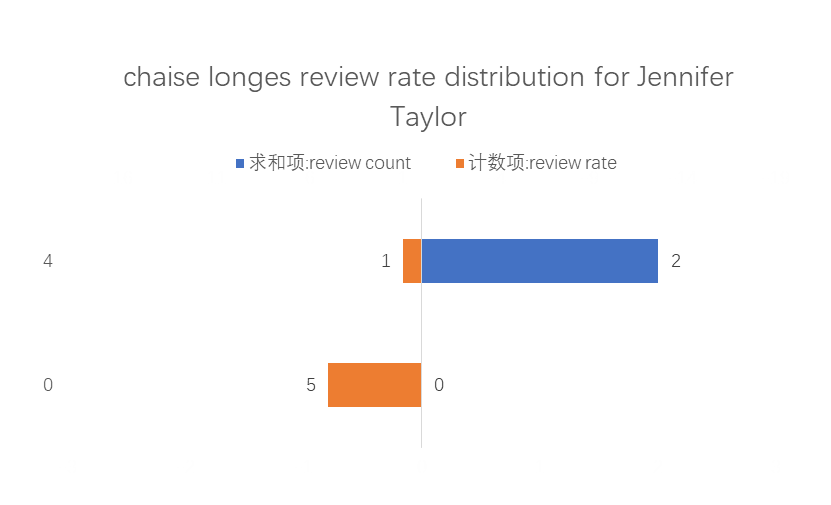 chaise longes review rate distribution for Jennifer
Taylor
求和项:review count 计数项:review rate
4 1 2
0 5 0